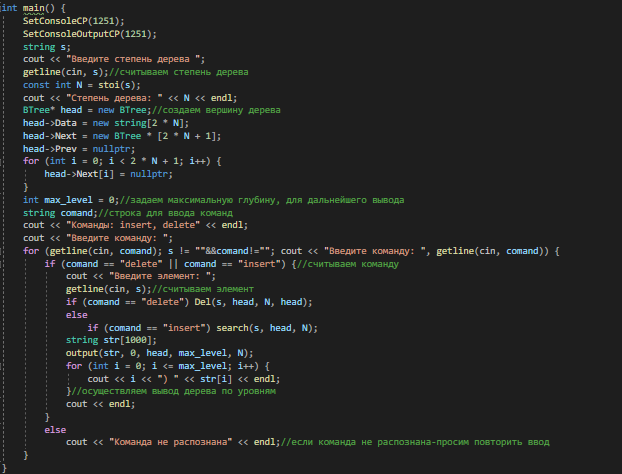 int main() {
SetConsoleCP(1251);
SetConsoleOutputCP(1251);
string s;
cout << "Введите степень дерева ";
getline(cin, s);//считываем степень дерева
const int N = stoi(s);
cout << "Степень дерева: " << N << endl;
BTree* head = new BTree;//создаем вершину дерева
head->Data = new string[2 * N];
head->Next = new BTree * [2 * N + 1];
head->Prev = nullptr;
for (int i = 0; i < 2 * N + 1; i++) {
head->Next[i] = nullptr;
}
int max_level = 0;//задаем максимальную глубину, для дальнейшего вывода
string comand;//строка для ввода команд
cout << "Команды: insert, delete" << endl;
cout << "Введите команду: ";
for (getline(cin, comand); s != ""&&comand!=""; cout << "Введите команду: ", getline(cin, comand)) {
if (comand == "delete" || comand == "insert") {//считываем команду
cout << "Введите элемент: ";
getline(cin, s);//считываем элемент
if (comand == "delete") Del(s, head, N, head);
else
if (comand == "insert") search(s, head, N);
string str[1000];
output(str, 0, head, max_level, N);
for (int i = 0; i <= max_level; i++) {
cout << i << ") " << str[i] << endl;
}//осуществляем вывод дерева по уровням
cout << endl;
}
else
cout << "Команда не распознана" << endl;//если команда не распознана-просим повторить ввод
}
}